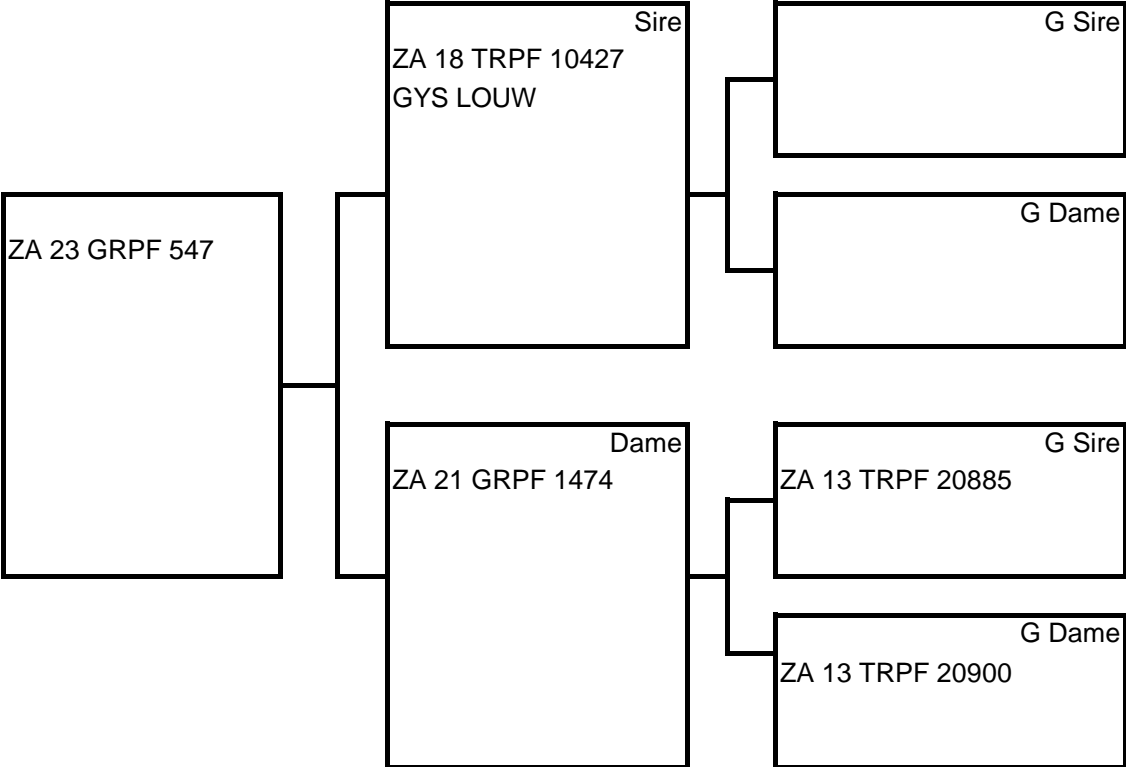 Sire
ZA 18 TRPF 10427
GYS LOUW
G Sire
G Dame
ZA 23 GRPF 547
Dame
ZA 21 GRPF 1474
G Sire
ZA 13 TRPF 20885
G Dame
ZA 13 TRPF 20900